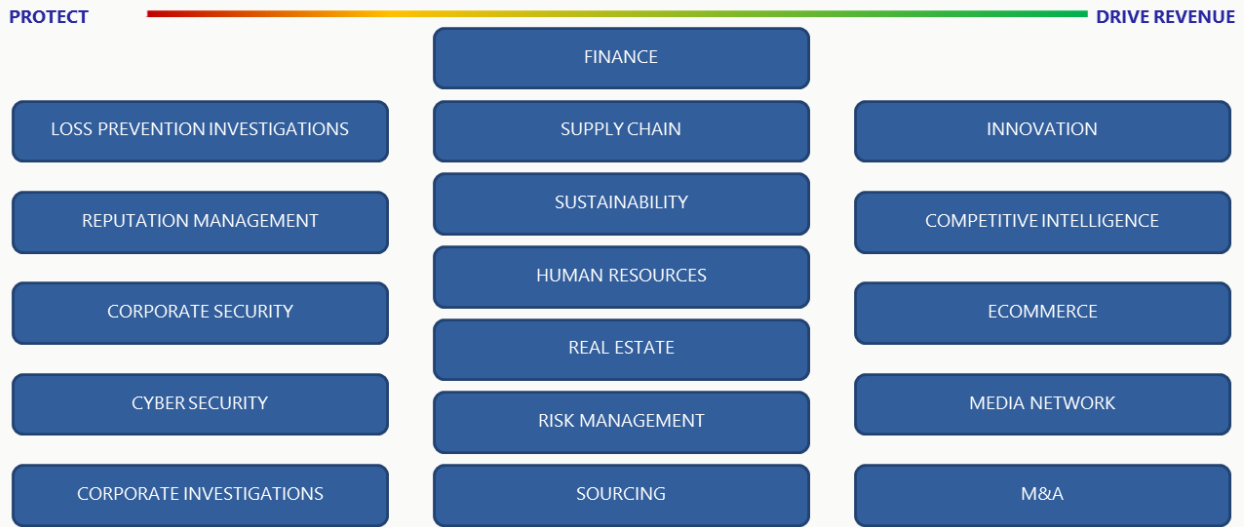 PROTECT
DRIVE REVENUE
FINANCE
LOSS PREVENTION INVESTIGATIONS
SUPPLY CHAIN
INNOVATION
SUSTAINABILITY
REPUTATION MANAGEMENT
COMPETITIVE INTELLIGENCE
HUMAN RESOURCES
CORPORATE SECURITY
ECOMMERCE
REAL ESTATE
CYBER SECURITY
MEDIA NETWORK
RISK MANAGEMENT
CORPORATE INVESTIGATIONS
SOURCING
M&A